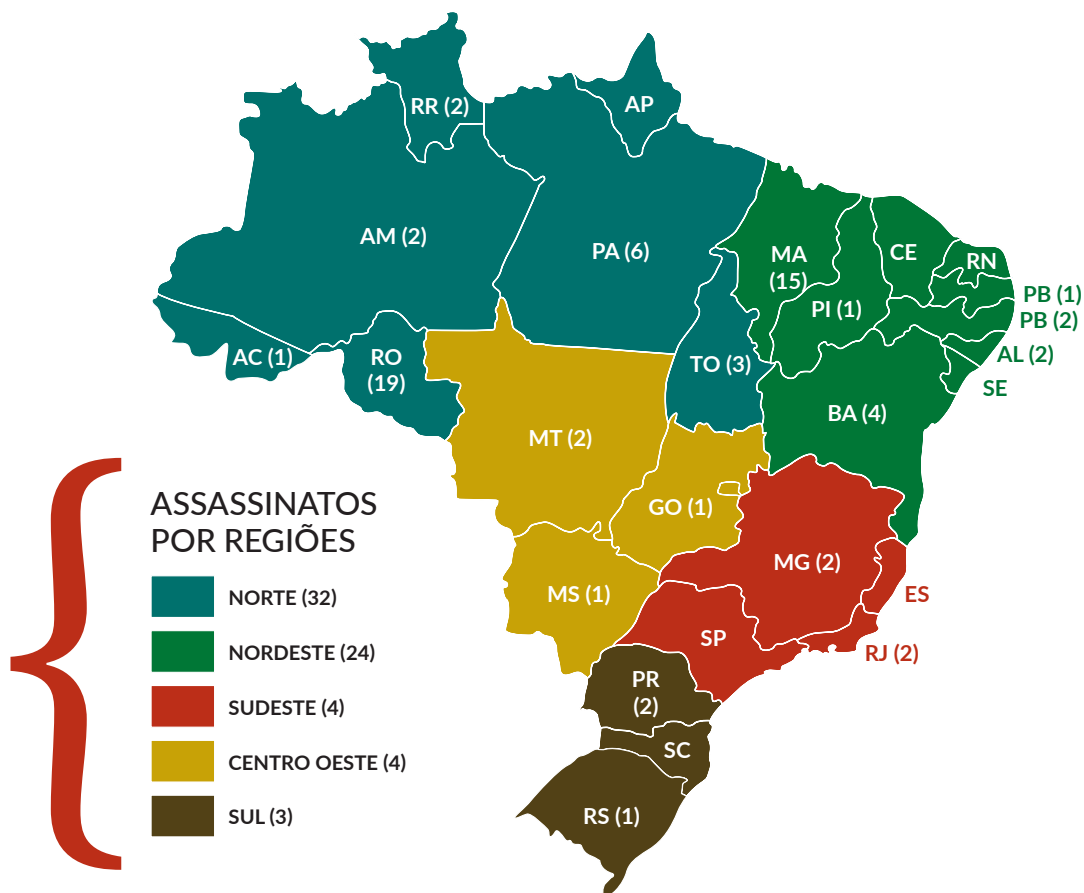 RR (2)
AP
AM (2)
PA (6)
MA
(15)
CE
RN
PI (1)
PB (1)
PB (2)
AL (2)
SE
AC (1)
RO
(19)
TO (3)
BA (4)
MT (2)
GO (1)
MS (1)
MG (2)
ES
SP
RJ (2)
PR
(2)
SC
RS (1)
ASSASSINATOS
POR REGIÕES
NORTE (32)
NORDESTE (24)
SUDESTE (4)
CENTRO OESTE (4)
SUL (3)